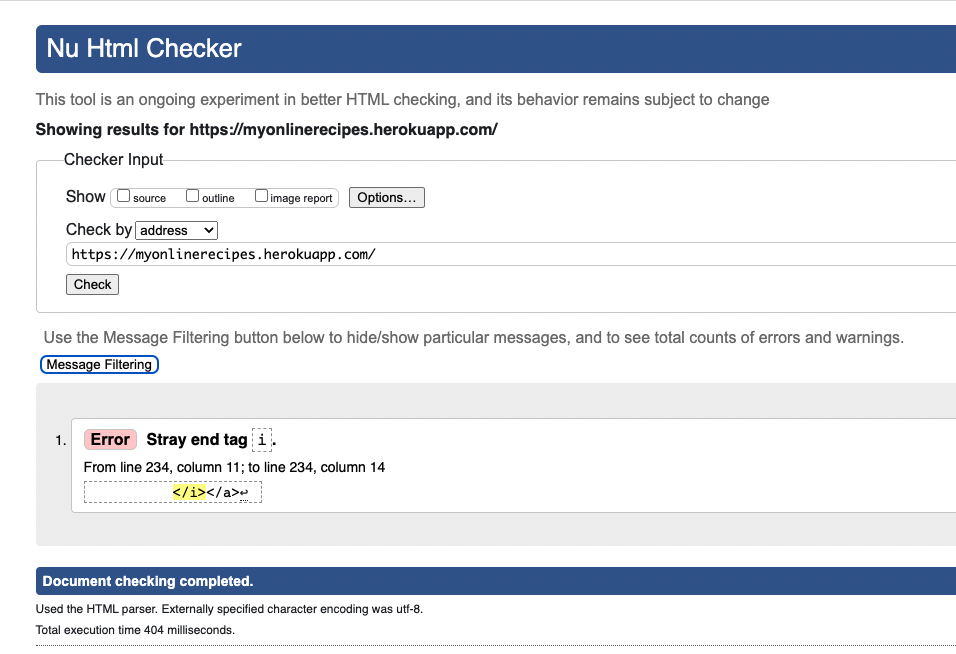 Nu Html Checker
This tool is an ongoing experiment in better HTML checking, and its behavior remains subject to change
Showing results for https://myonlinerecipes.herokuapp.com/
Checker Input
Show source outline image report Options...
Check by address
https://myonlinerecipes.herokuapp.com/
Check
Use the Message Filtering button below to hide/show particular messages, and to see total counts of errors and warnings.
Message Filtering
1. Error Stray end tag i.
From line 234, column 11; to line 234, column 14
</i></a>↩
Document checking completed.
Used the HTML parser. Externally specified character encoding was utf-8.
Total execution time 404 milliseconds.